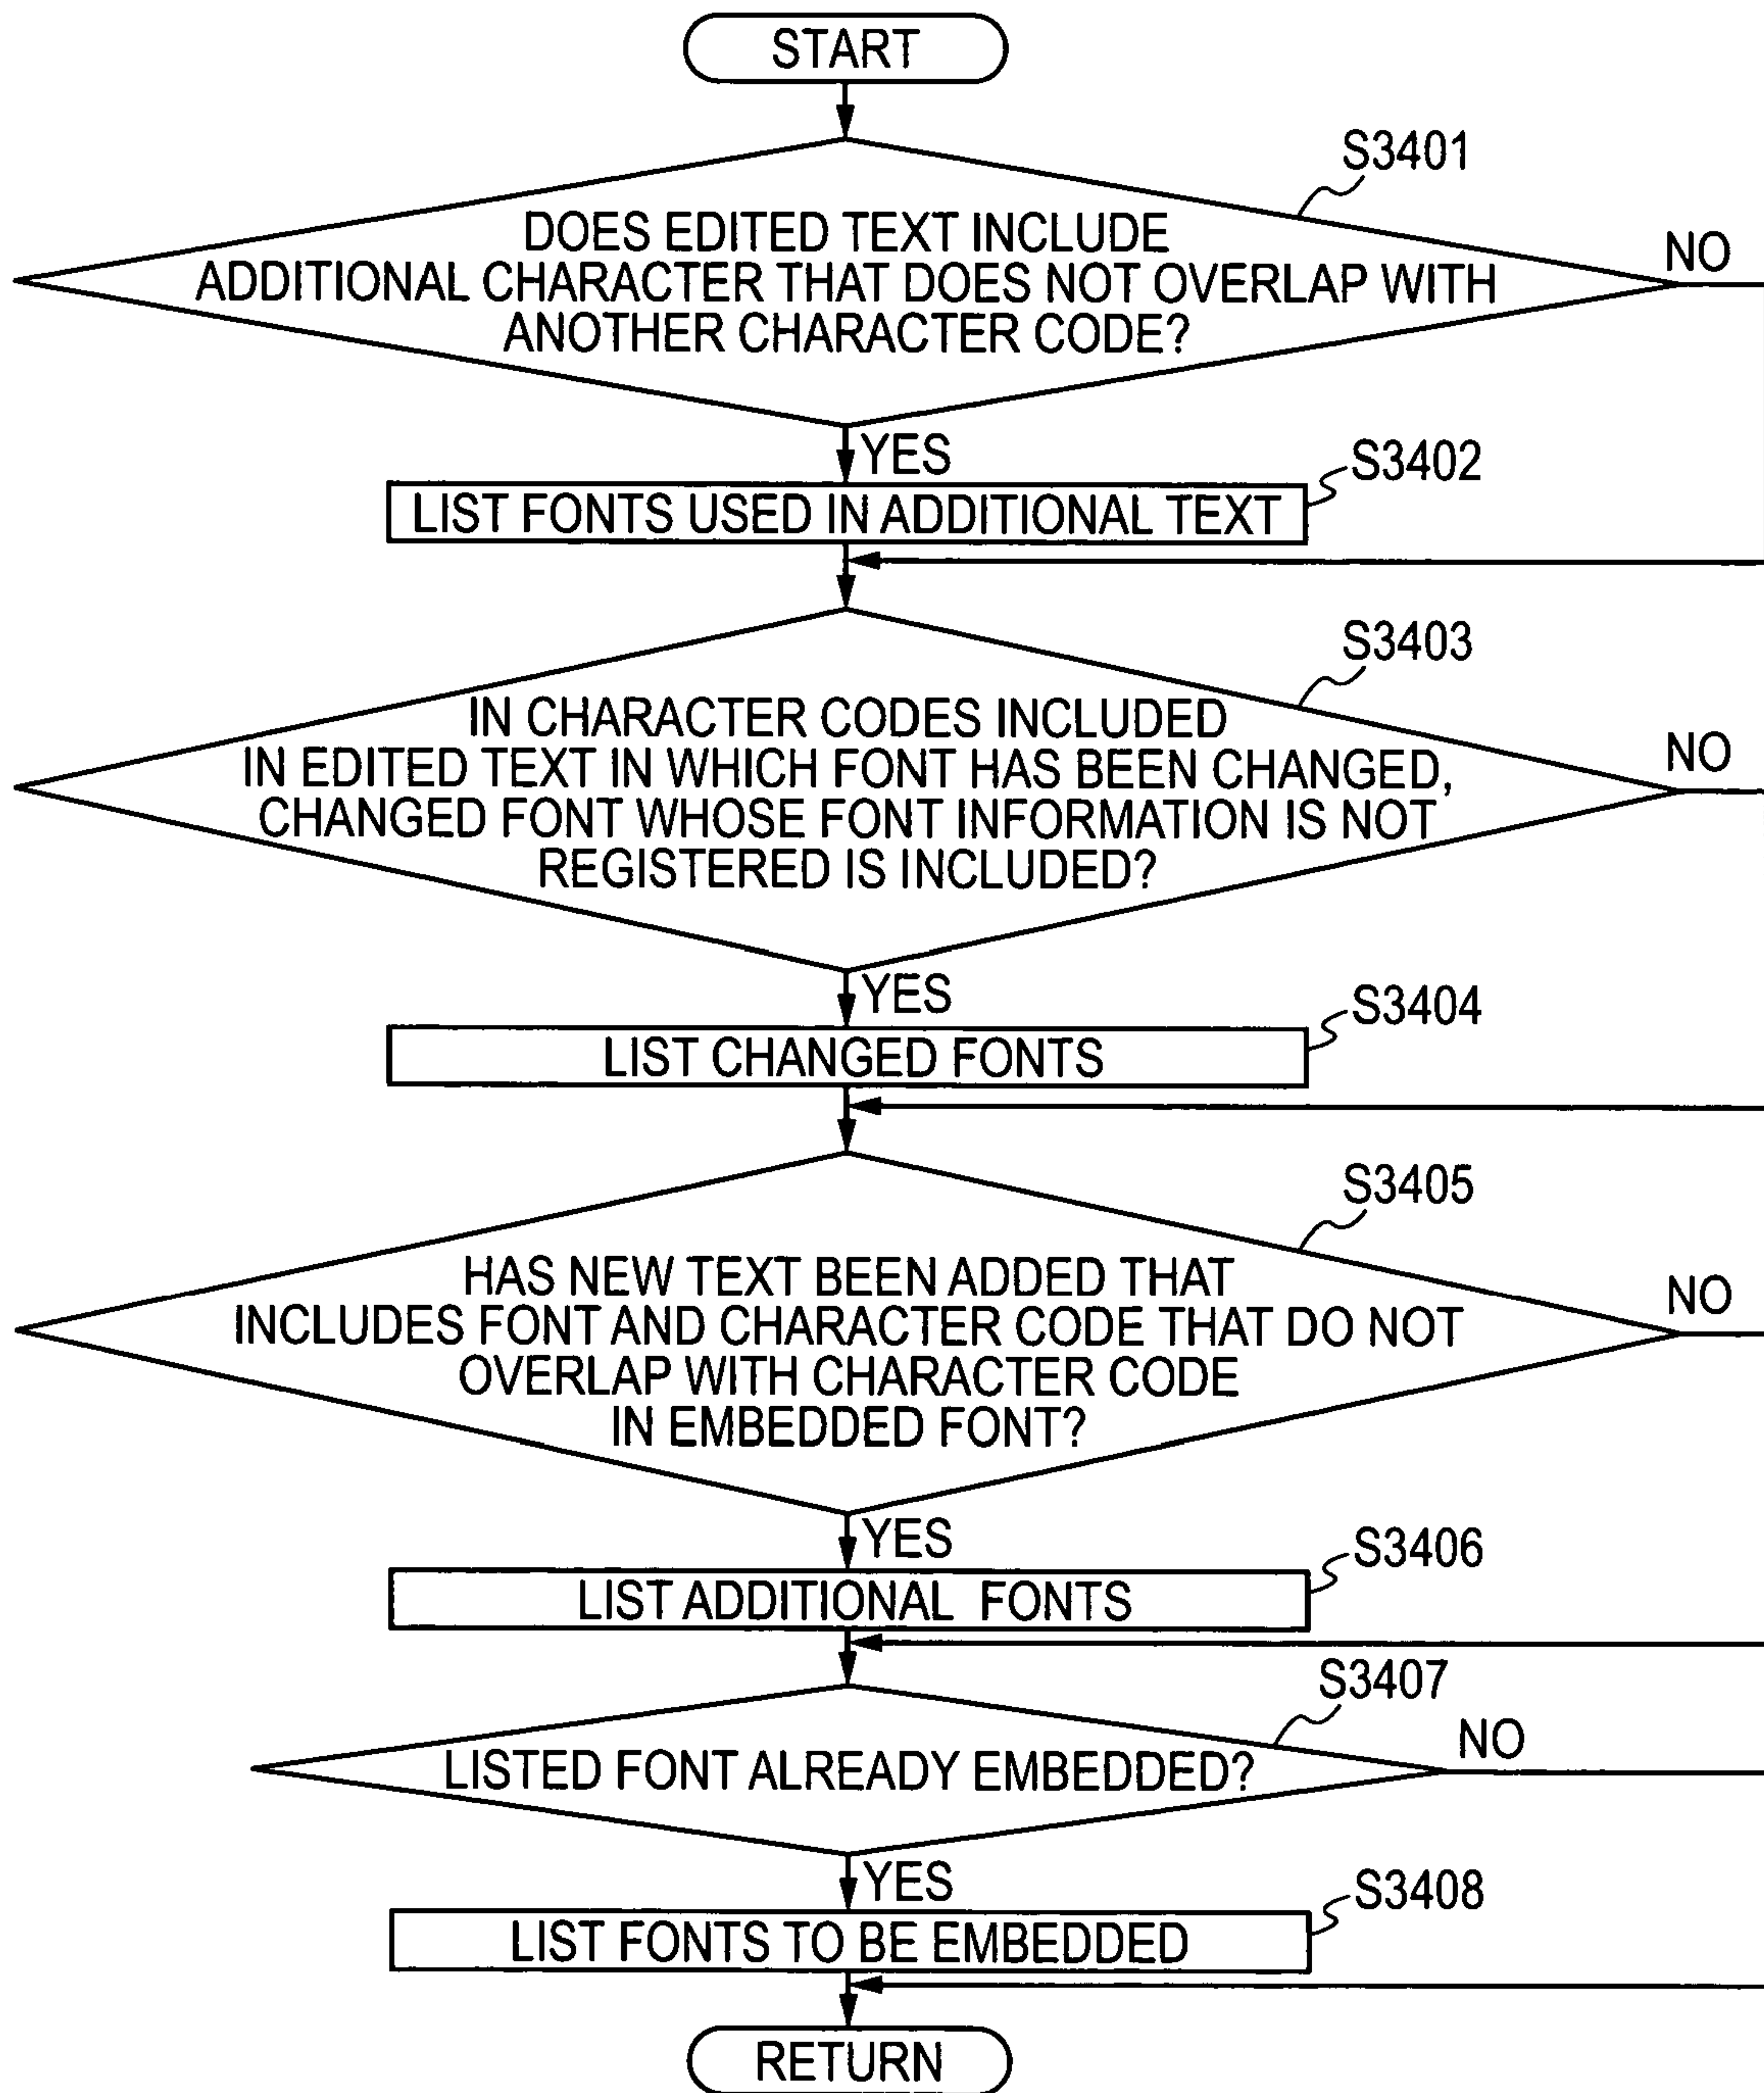 START
S3401
DOES EDITED TEXT INCLUDE
ADDITIONAL CHARACTER THAT DOES NOT OVERLAP WITH
ANOTHER CHARACTER CODE?
NO
YES
S3402
LIST FONTS USED IN ADDITIONAL TEXT
S3403
IN CHARACTER CODES INCLUDED
IN EDITED TEXT IN WHICH FONT HAS BEEN CHANGED,
CHANGED FONT WHOSE FONT INFORMATION IS NOT
REGISTERED IS INCLUDED?
NO
YES
S3404
LIST CHANGED FONTS
S3405
HAS NEW TEXT BEEN ADDED THAT
INCLUDES FONT AND CHARACTER CODE THAT DO NOT
OVERLAP WITH CHARACTER CODE
IN EMBEDDED FONT?
NO
YES
S3406
LIST ADDITIONAL FONTS
S3407
LISTED FONT ALREADY EMBEDDED?
NO
YES
S3408
LIST FONTS TO BE EMBEDDED
RETURN